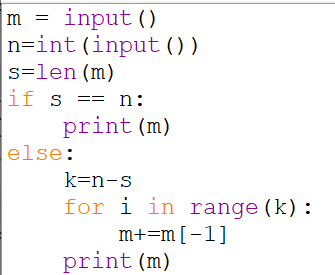 m = input()
n=int(input())
s=len(m)
if s == n:
    print(m)
else:
    k=n-s
    for i in range(k):
        m+=m[-1]
    print(m)